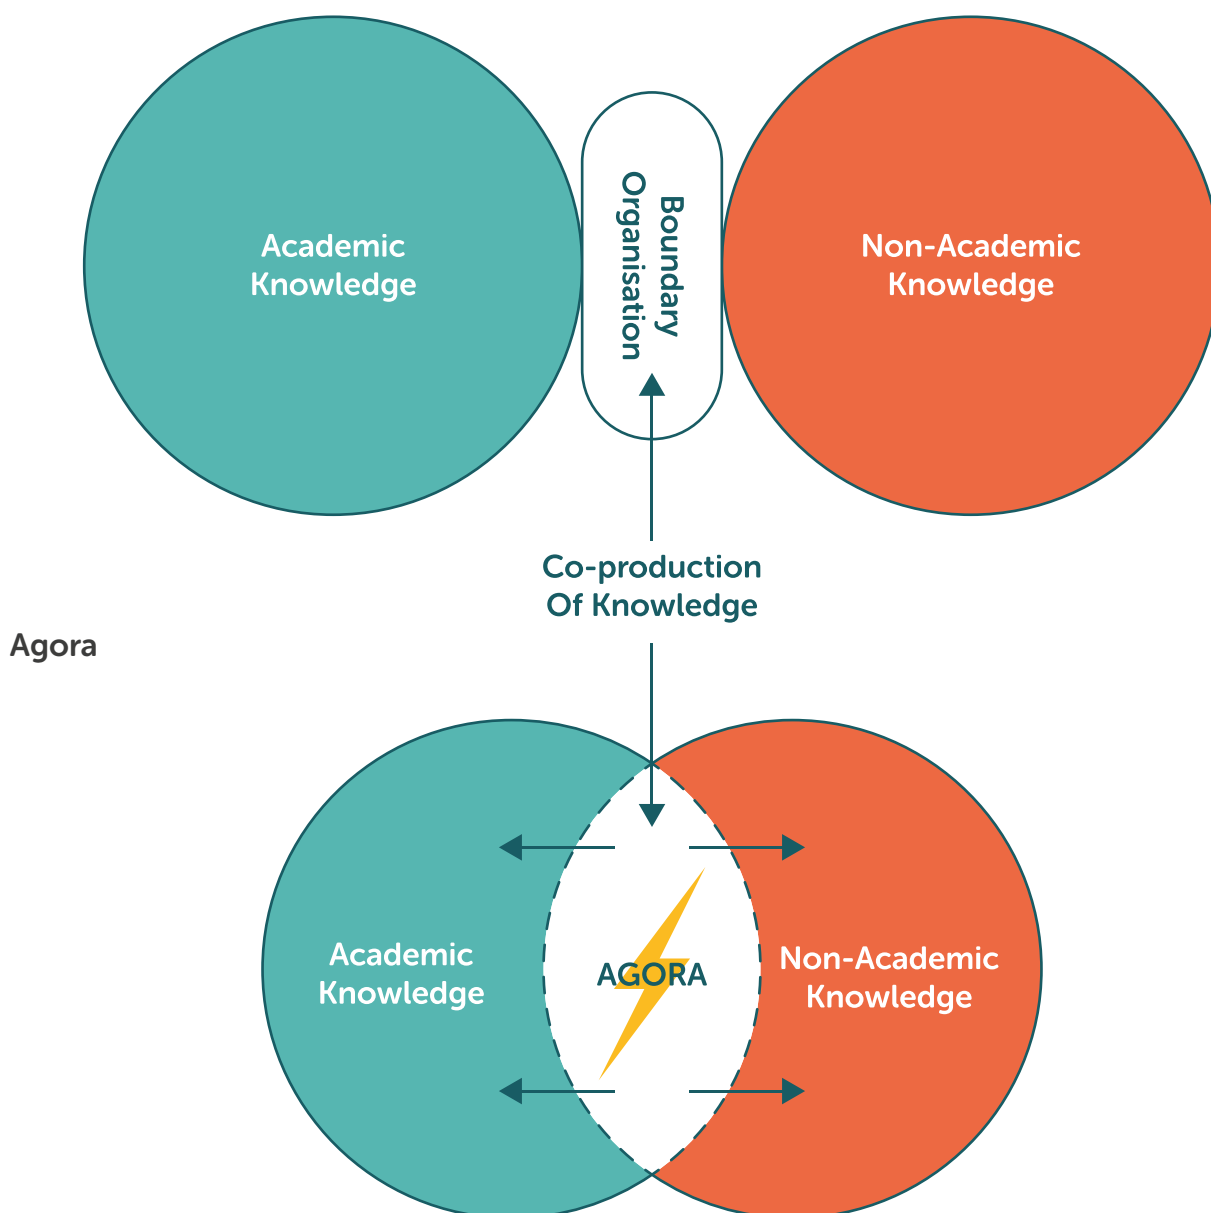 Academic
Knowledge
Boundary
Organisation
Non-Academic
Knowledge
Co-production
Of Knowledge
Agora
Academic
Knowledge
AGORA
Non-Academic
Knowledge